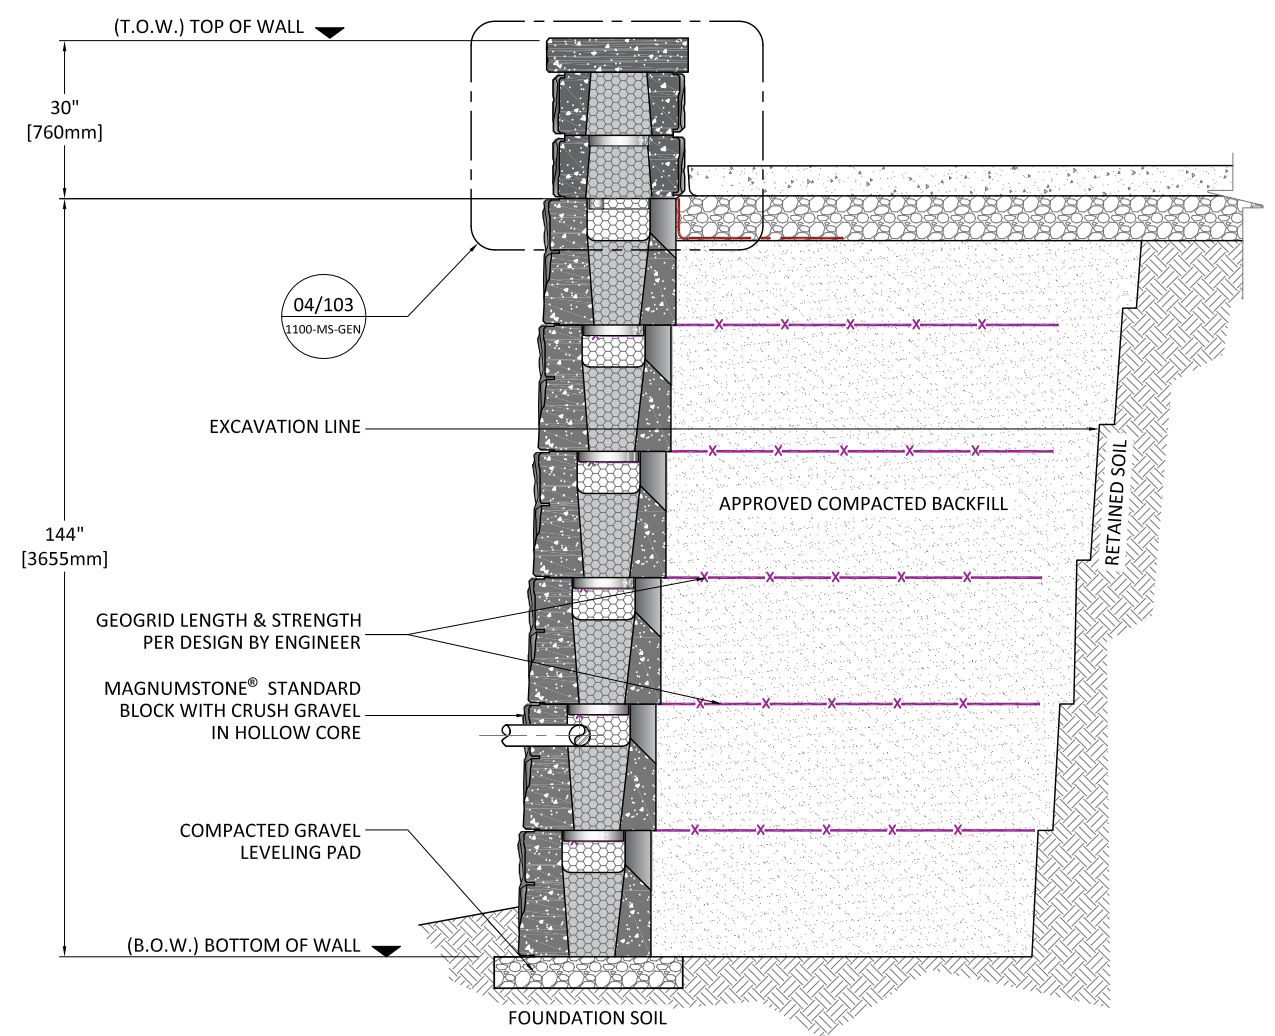 (T.O.W.) TOP OF WALL
30"
[760mm]
04/103
1100-MS-GEN
EXCAVATION LINE
RETAINED SOIL
APPROVED COMPACTED BACKFILL
144"
[3655mm]
GEOGRID LENGTH & STRENGTH
PER DESIGN BY ENGINEER
MAGNUMSTONE® STANDARD
BLOCK WITH CRUSH GRAVEL
IN HOLLOW CORE
COMPACTED GRAVEL
LEVELING PAD
(B.O.W.) BOTTOM OF WALL
FOUNDATION SOIL